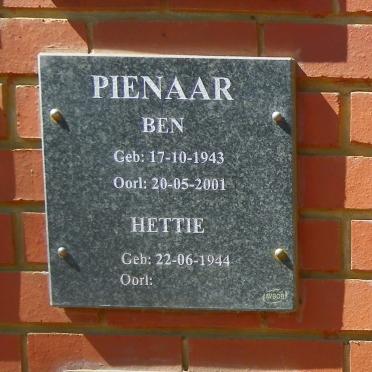 PIENAAR
BEN
Geb: 17-10-1943
Oorl: 20-05-2001
HETTIE
Geb: 22-06-1944
Oorl: